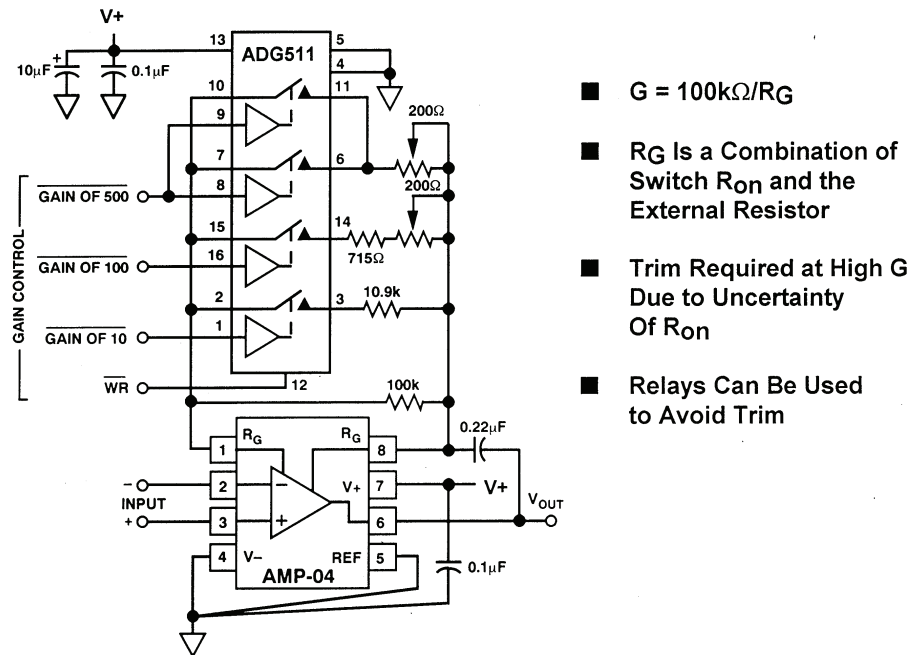 V+
13
ADG511
5
4
10µF
+
0.1µF
10
11
9
200Ω
7
6
GAIN OF 500
8
200Ω
15
14
715Ω
GAIN OF 100
16
2
3
10.9k
GAIN OF 10
1
GAIN CONTROL
WR
12
100k
1
RG
RG
8
0.22µF
−
2
−
V+
7
V+
INPUT
VOUT
+
3
+
6
4
V−
REF
5
0.1µF
AMP-04
■ G = 100kΩ/RG
■ RG Is a Combination of
Switch Ron and the
External Resistor
■ Trim Required at High G
Due to Uncertainty
Of Ron
■ Relays Can Be Used
to Avoid Trim